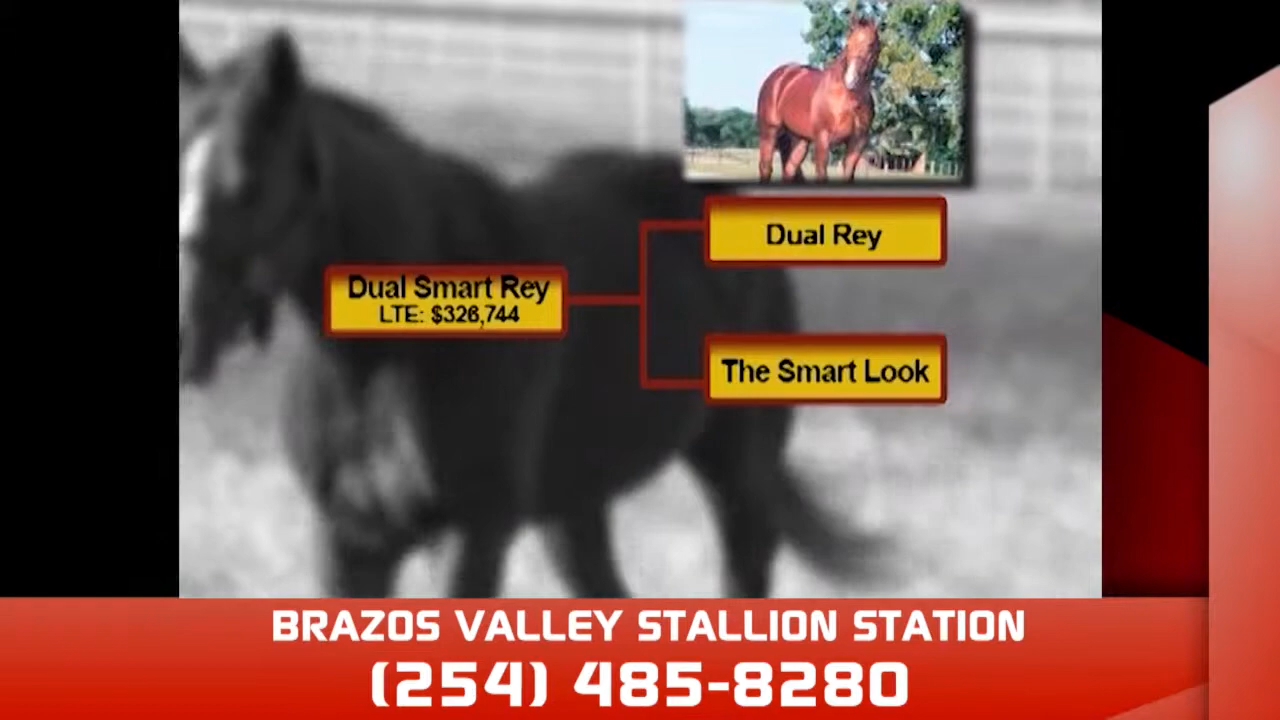 Dual Rey
Dual Smart Rey
LTE: $326,744
The Smart Look
BRAZOS VALLEY STALLION STATION
(254) 485-8280